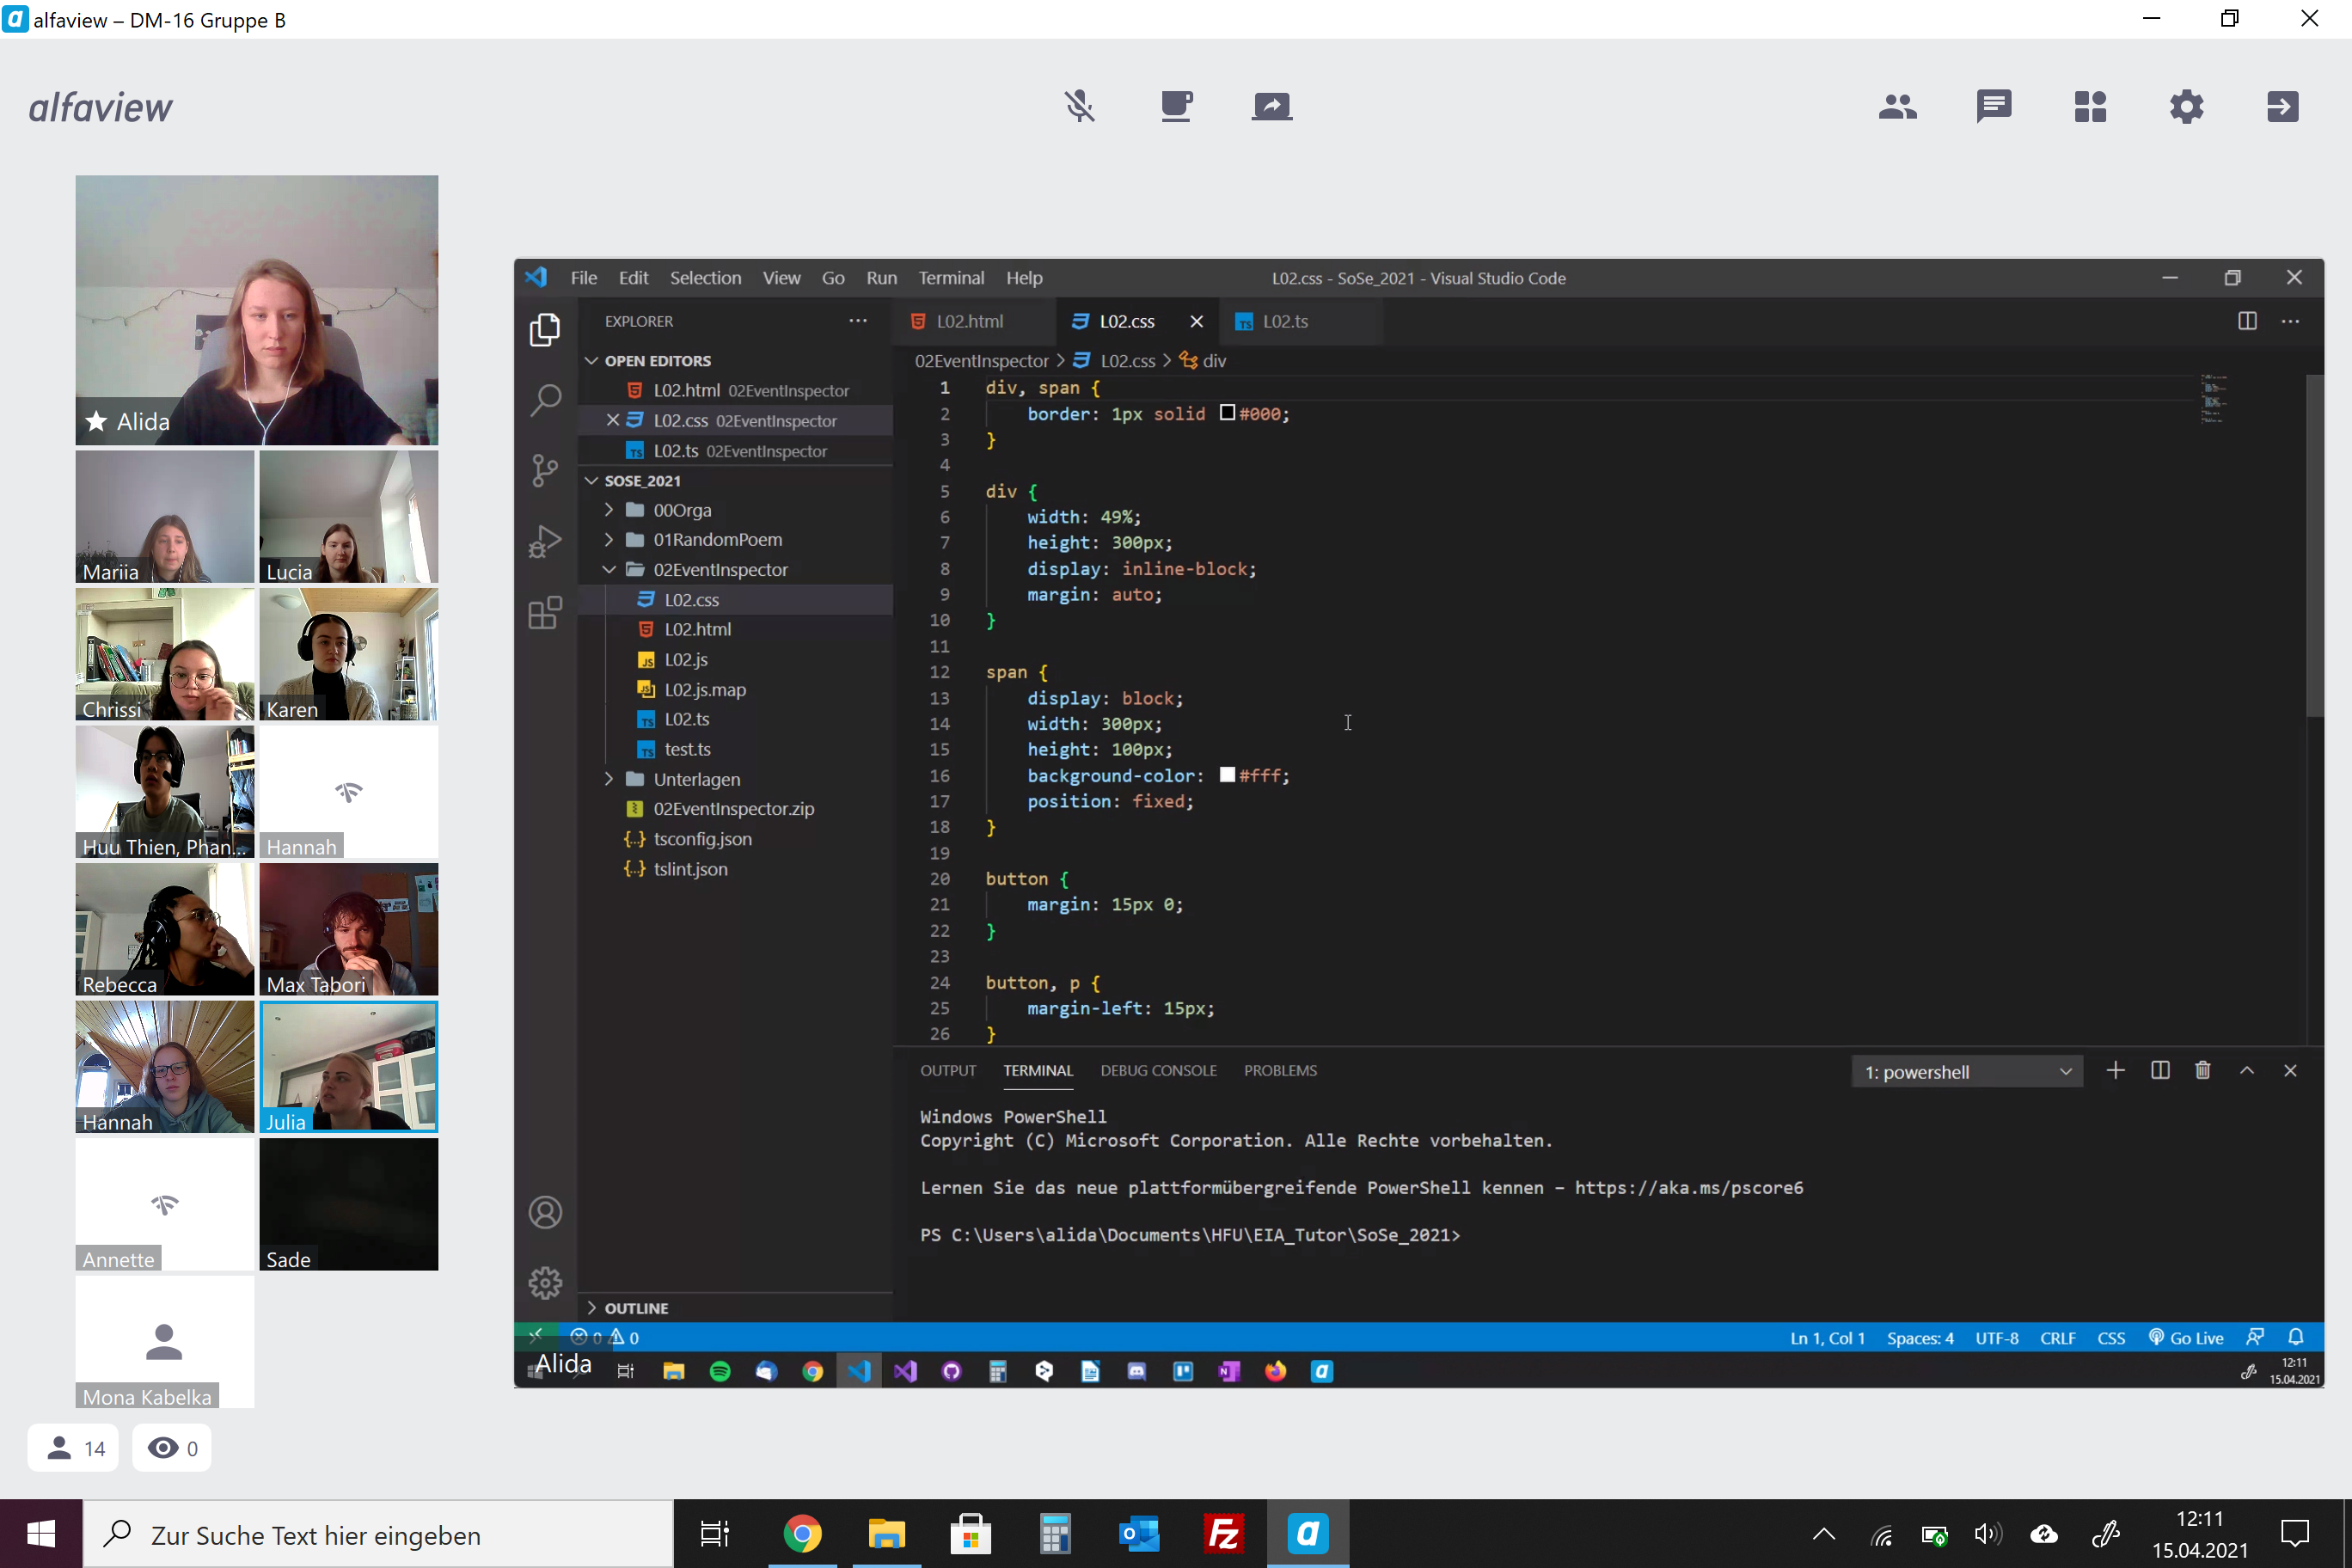 alfaview – DM-16 Gruppe B
alfaview
Alida
Mariia
Lucia
Chrissi
Karen
Huu Thien, Phan...
Hannah
Rebecca
Max Tabori
Hannah
Julia
Annette
Sade
Mona Kabelka
14
0
File Edit Selection View Go Run Terminal Help
L02.css - SoSe_2021 - Visual Studio Code
EXPLORER
OPEN EDITORS
L02.html 02EventInspector
L02.css 02EventInspector
L02.ts 02EventInspector
SOSE_2021
00Orga
01RandomPoem
02EventInspector
L02.css
L02.html
L02.js
L02.js.map
L02.ts
test.ts
Unterlagen
02EventInspector.zip
tsconfig.json
tslint.json
OUTLINE
L02.html L02.css L02.ts
02EventInspector > L02.css > div
1 div, span {
2 border: 1px solid #000;
3 }
4
5 div {
6 width: 49%;
7 height: 300px;
8 display: inline-block;
9 margin: auto;
10 }
11
12 span {
13 display: block;
14 width: 300px;
15 height: 100px;
16 background-color: #fff;
17 position: fixed;
18 }
19
20 button {
21 margin: 15px 0;
22 }
23
24 button, p {
25 margin-left: 15px;
26 }
OUTPUT TERMINAL DEBUG CONSOLE PROBLEMS
1: powershell
Windows PowerShell
Copyright (C) Microsoft Corporation. Alle Rechte vorbehalten.
Lernen Sie das neue plattformübergreifende PowerShell kennen – https://aka.ms/pscore6
PS C:\Users\alida\Documents\HFU\EIA_Tutor\SoSe_2021>
0 0
Ln 1, Col 1 Spaces: 4 UTF-8 CRLF CSS Go Live
Alida
12:11
15.04.2021
Zur Suche Text hier eingeben
12:11
15.04.2021